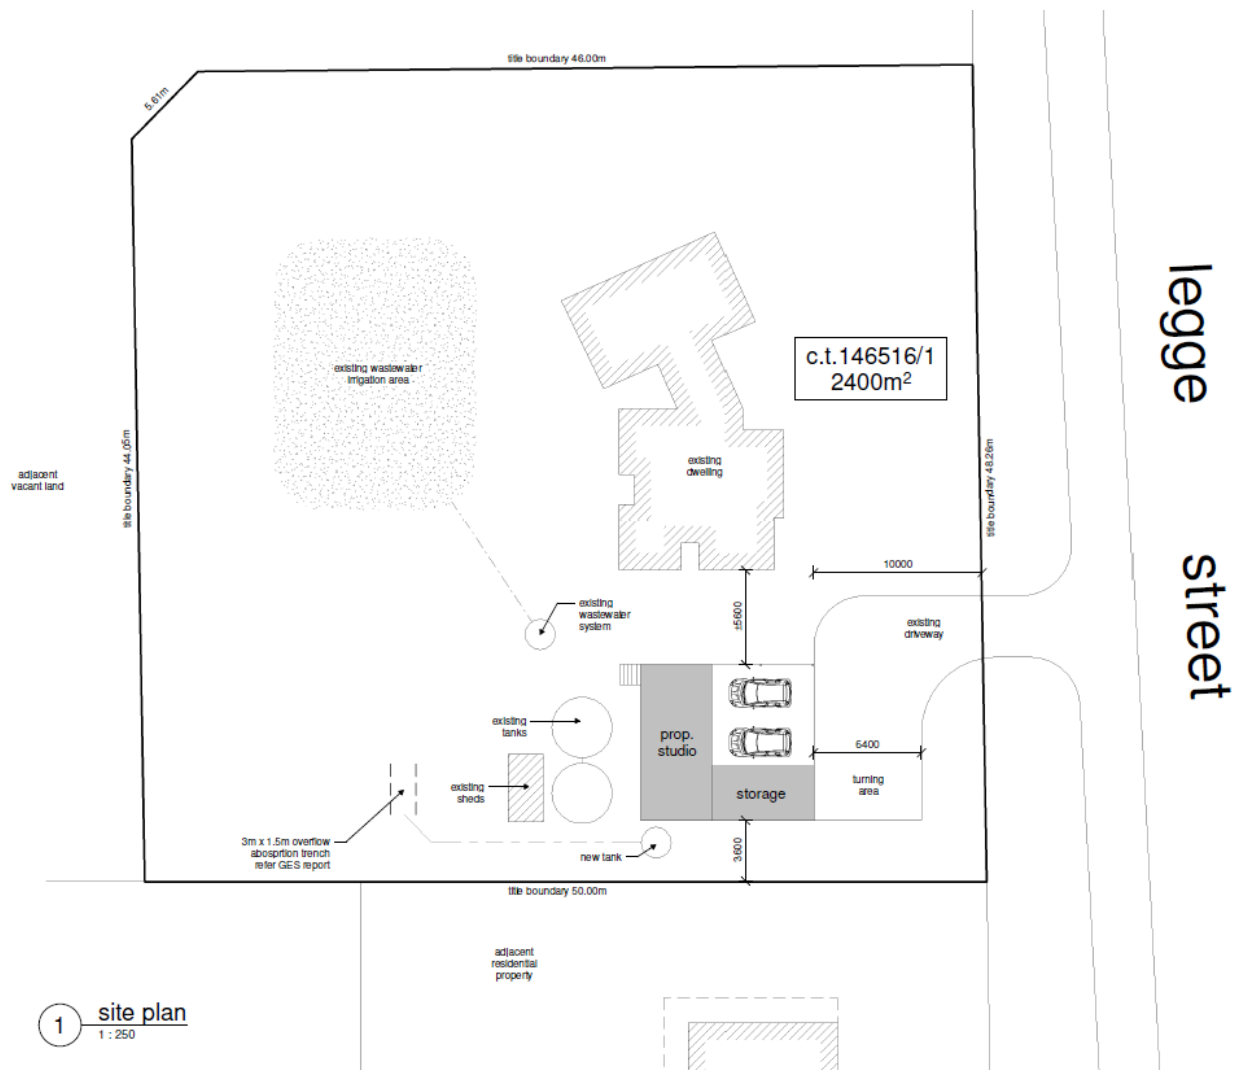 title boundary 46.00m
5.61m
legge
street
c.t.146516/1
2400m²
existing wastewater
irrigation area
adjacent
vacant land
title boundary 44.05m
existing
dwelling
title boundary 48.26m
10000
±5600
existing
wastewater
system
existing
driveway
existing
tanks
prop.
studio
6400
existing
sheds
storage
turning
area
3m x 1.5m overflow
abosprtion trench
refer GES report
new tank
3600
title boundary 50.00m
adjacent
residential
property
1
site plan
1 : 250